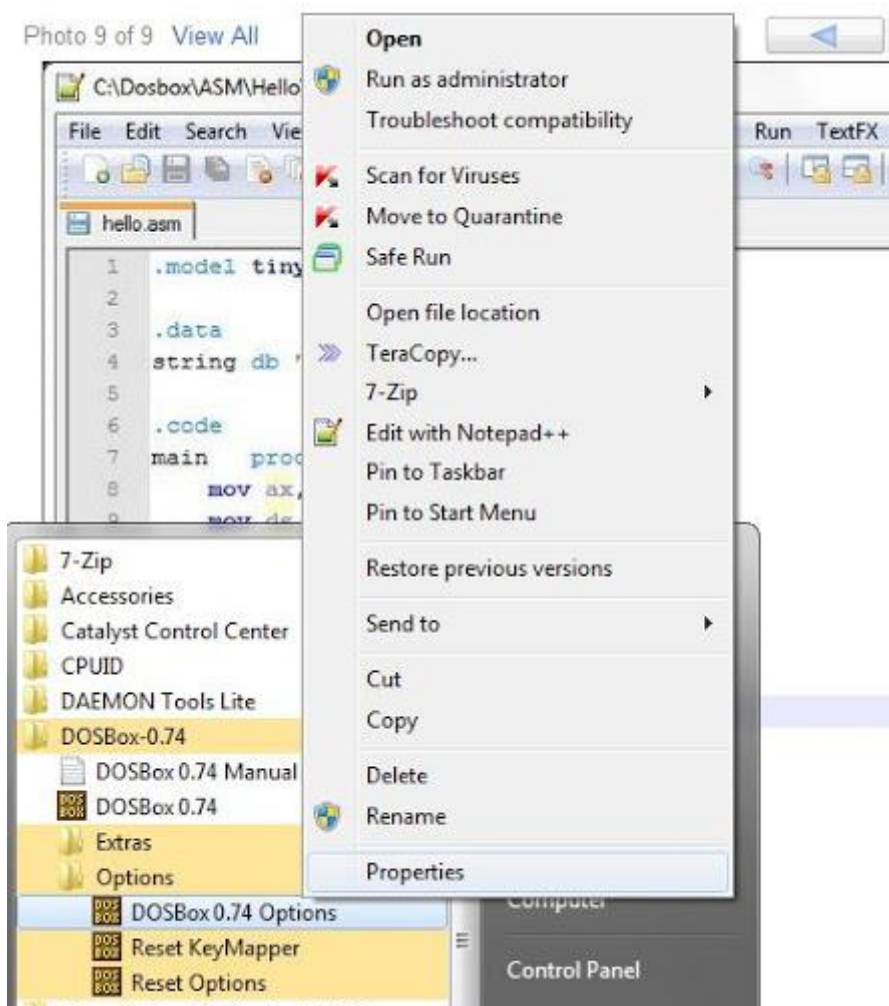 Photo 9 of 9 View All
C:\Dosbox\ASM\Hello
File Edit Search Vie
Run TextFX
hello.asm
1 .model tiny
2
3 .data
4 string db '
5
6 .code
7 main proc
8 mov ax,
9 mov ds
Open
Run as administrator
Troubleshoot compatibility
Scan for Viruses
Move to Quarantine
Safe Run
Open file location
TeraCopy...
7-Zip
Edit with Notepad++
Pin to Taskbar
Pin to Start Menu
Restore previous versions
Send to
Cut
Copy
Delete
Rename
Properties
7-Zip
Accessories
Catalyst Control Center
CPUID
DAEMON Tools Lite
DOSBox-0.74
DOSBox 0.74 Manual
DOSBox 0.74
Extras
Options
DOSBox 0.74 Options
Reset KeyMapper
Reset Options
Computer
Control Panel